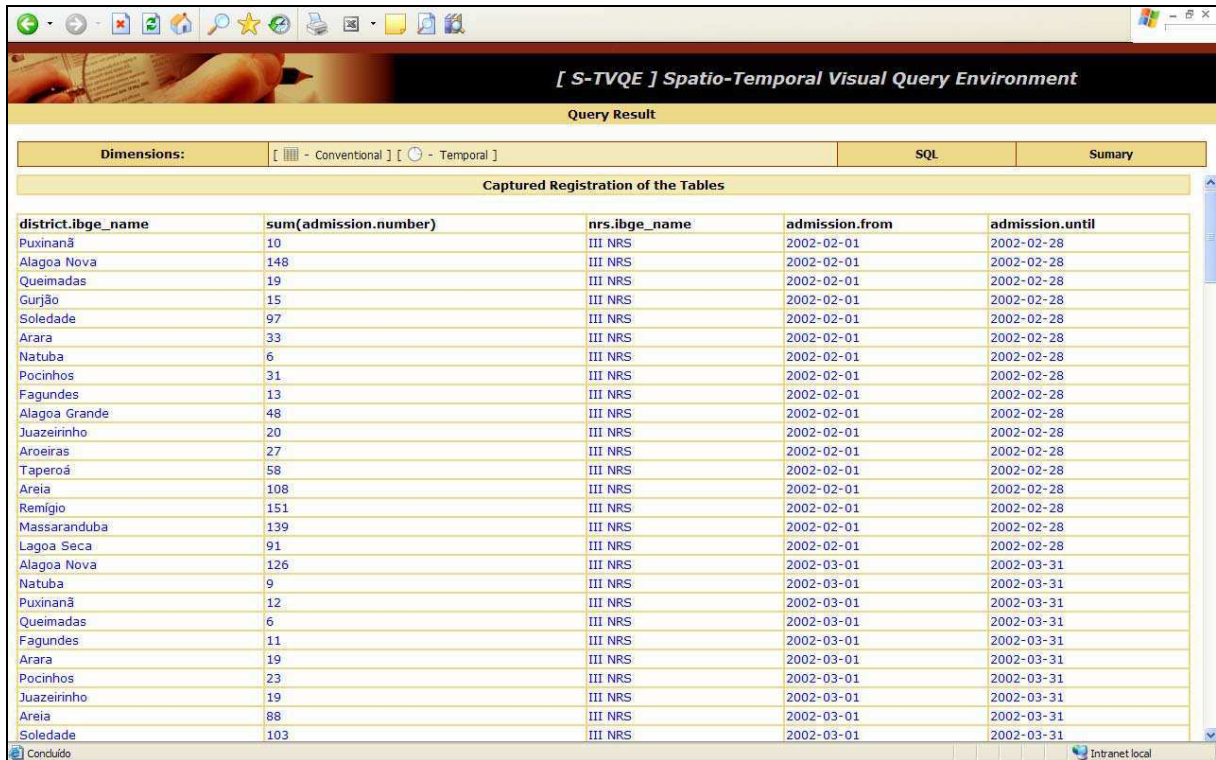 [ S-TVQE ] Spatio-Temporal Visual Query Environment
Query Result
Dimensions: [ - Conventional ] [ - Temporal ] SQL Sumary
Captured Registration of the Tables
district.ibge_name sum(admission.number) nrs.ibge_name admission.from admission.until
Puxinanã 10 III NRS 2002-02-01 2002-02-28
Alagoa Nova 148 III NRS 2002-02-01 2002-02-28
Queimadas 19 III NRS 2002-02-01 2002-02-28
Gurjão 15 III NRS 2002-02-01 2002-02-28
Soledade 97 III NRS 2002-02-01 2002-02-28
Arara 33 III NRS 2002-02-01 2002-02-28
Natuba 6 III NRS 2002-02-01 2002-02-28
Pocinhos 31 III NRS 2002-02-01 2002-02-28
Fagundes 13 III NRS 2002-02-01 2002-02-28
Alagoa Grande 48 III NRS 2002-02-01 2002-02-28
Juazeirinho 20 III NRS 2002-02-01 2002-02-28
Aroeiras 27 III NRS 2002-02-01 2002-02-28
Taperoá 58 III NRS 2002-02-01 2002-02-28
Areia 108 III NRS 2002-02-01 2002-02-28
Remígio 151 III NRS 2002-02-01 2002-02-28
Massaranduba 139 III NRS 2002-02-01 2002-02-28
Lagoa Seca 91 III NRS 2002-02-01 2002-02-28
Alagoa Nova 126 III NRS 2002-03-01 2002-03-31
Natuba 9 III NRS 2002-03-01 2002-03-31
Puxinanã 12 III NRS 2002-03-01 2002-03-31
Queimadas 6 III NRS 2002-03-01 2002-03-31
Fagundes 11 III NRS 2002-03-01 2002-03-31
Arara 19 III NRS 2002-03-01 2002-03-31
Pocinhos 23 III NRS 2002-03-01 2002-03-31
Juazeirinho 19 III NRS 2002-03-01 2002-03-31
Areia 88 III NRS 2002-03-01 2002-03-31
Soledade 103 III NRS 2002-03-01 2002-03-31
Concluído Intranet local